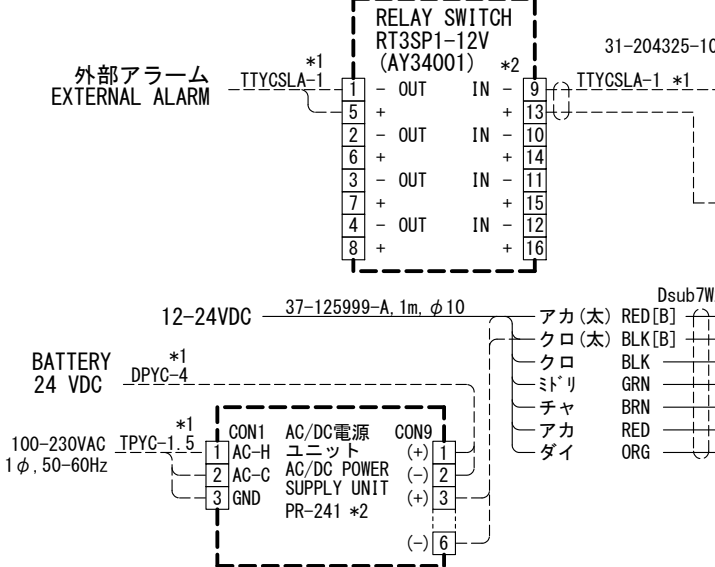 RELAY SWITCH
RT3SP1-12V
(AY34001) *2
外部アラーム
EXTERNAL ALARM
*1
TTYCSLA-1
31-204325-10
TTYCSLA-1 *1
1 - OUT IN - 9
5 + + 13
2 - OUT IN - 10
6 + + 14
3 - OUT IN - 11
7 + + 15
4 - OUT IN - 12
8 + + 16
Dsub7W
12-24VDC
37-125999-A, 1m, φ10
アカ(太) RED[B]
クロ(太) BLK[B]
クロ BLK
ミドリ GRN
チャ BRN
アカ RED
ダイ ORG
BATTERY
24 VDC
*1
DPYC-4
100-230VAC
1φ, 50-60Hz
*1
TPYC-1.5
CON1 AC/DC電源 CON9
1 AC-H ユニット (+) 1
2 AC-C AC/DC POWER (-) 2
3 GND SUPPLY UNIT (+) 3
PR-241 *2
(-) 6